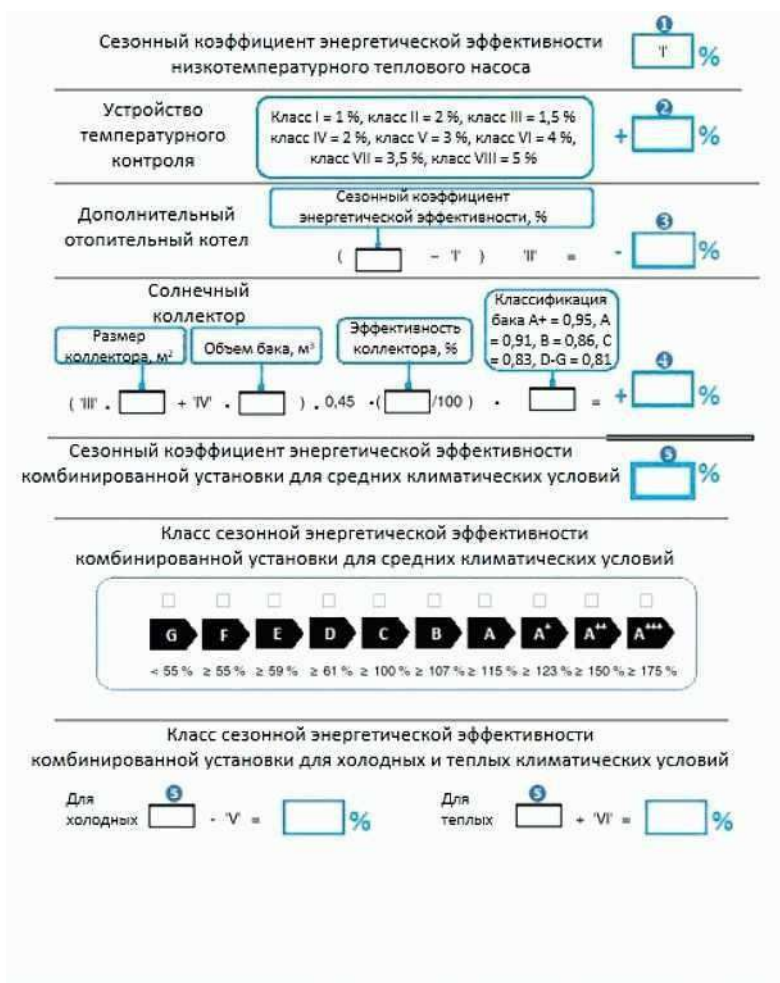 Сезонный коэффициент энергетической эффективности
низкотемпературного теплового насоса
1
'I'
%
Устройство
температурного
контроля
Класс I = 1 %, класс II = 2 %, класс III = 1,5 %
класс IV = 2 %, класс V = 3 %, класс VI = 4 %,
класс VII = 3,5 %, класс VIII = 5 %
2
+ %
Дополнительный
отопительный котел
Сезонный коэффициент
энергетической эффективности, %
3
( - 'I' ) 'II' = - %
Солнечный
коллектор
Размер
коллектора, м²
Объем бака, м³
Эффективность
коллектора, %
Классификация
бака A+ = 0,95, A
= 0,91, B = 0,86, C
= 0,83, D-G = 0,81
4
( 'III' . + 'IV' . ) . 0,45 ·( /100 ) · = + %
Сезонный коэффициент энергетической эффективности
комбинированной установки для средних климатических условий
5
%
Класс сезонной энергетической эффективности
комбинированной установки для средних климатических условий
G F E D C B A A⁺ A⁺⁺ A⁺⁺⁺
< 55 % ≥ 55 % ≥ 59 % ≥ 61 % ≥ 100 % ≥ 107 % ≥ 115 % ≥ 123 % ≥ 150 % ≥ 175 %
Класс сезонной энергетической эффективности
комбинированной установки для холодных и теплых климатических условий
Для
холодных
5
- 'V' = %
Для
теплых
5
+ 'VI' = %